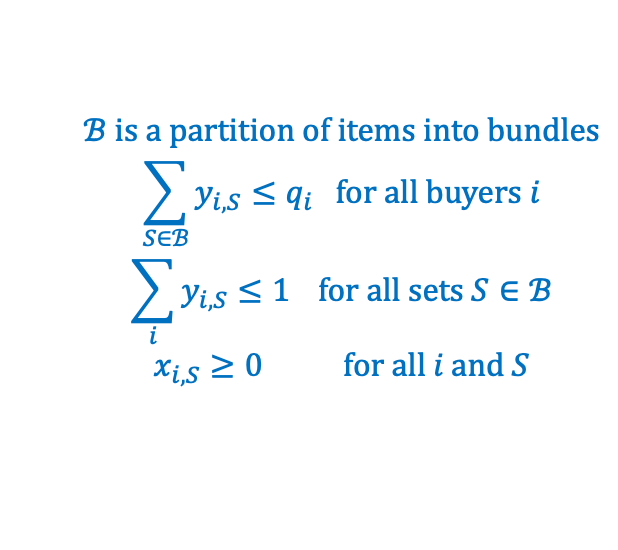 ℬ is a partition of items into bundles
∑_{S∈ℬ} y_{i,S} ≤ q_i for all buyers i
∑_i y_{i,S} ≤ 1 for all sets S ∈ ℬ
x_{i,S} ≥ 0 for all i and S